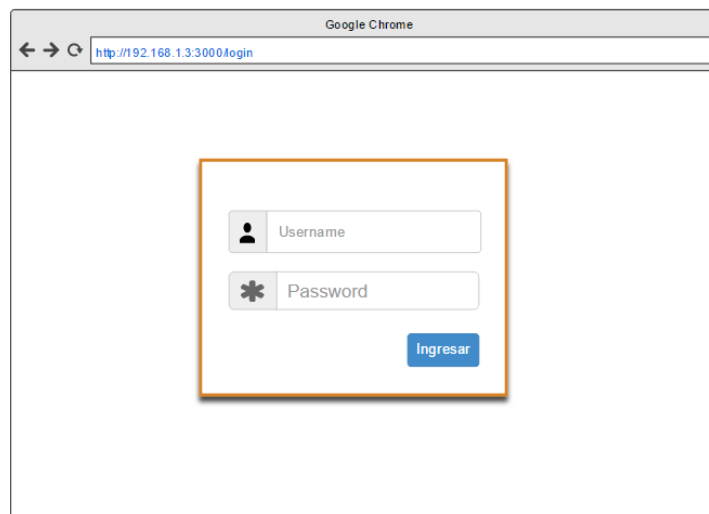 Google Chrome
http://192.168.1.3:3000/login
Username
Password
Ingresar